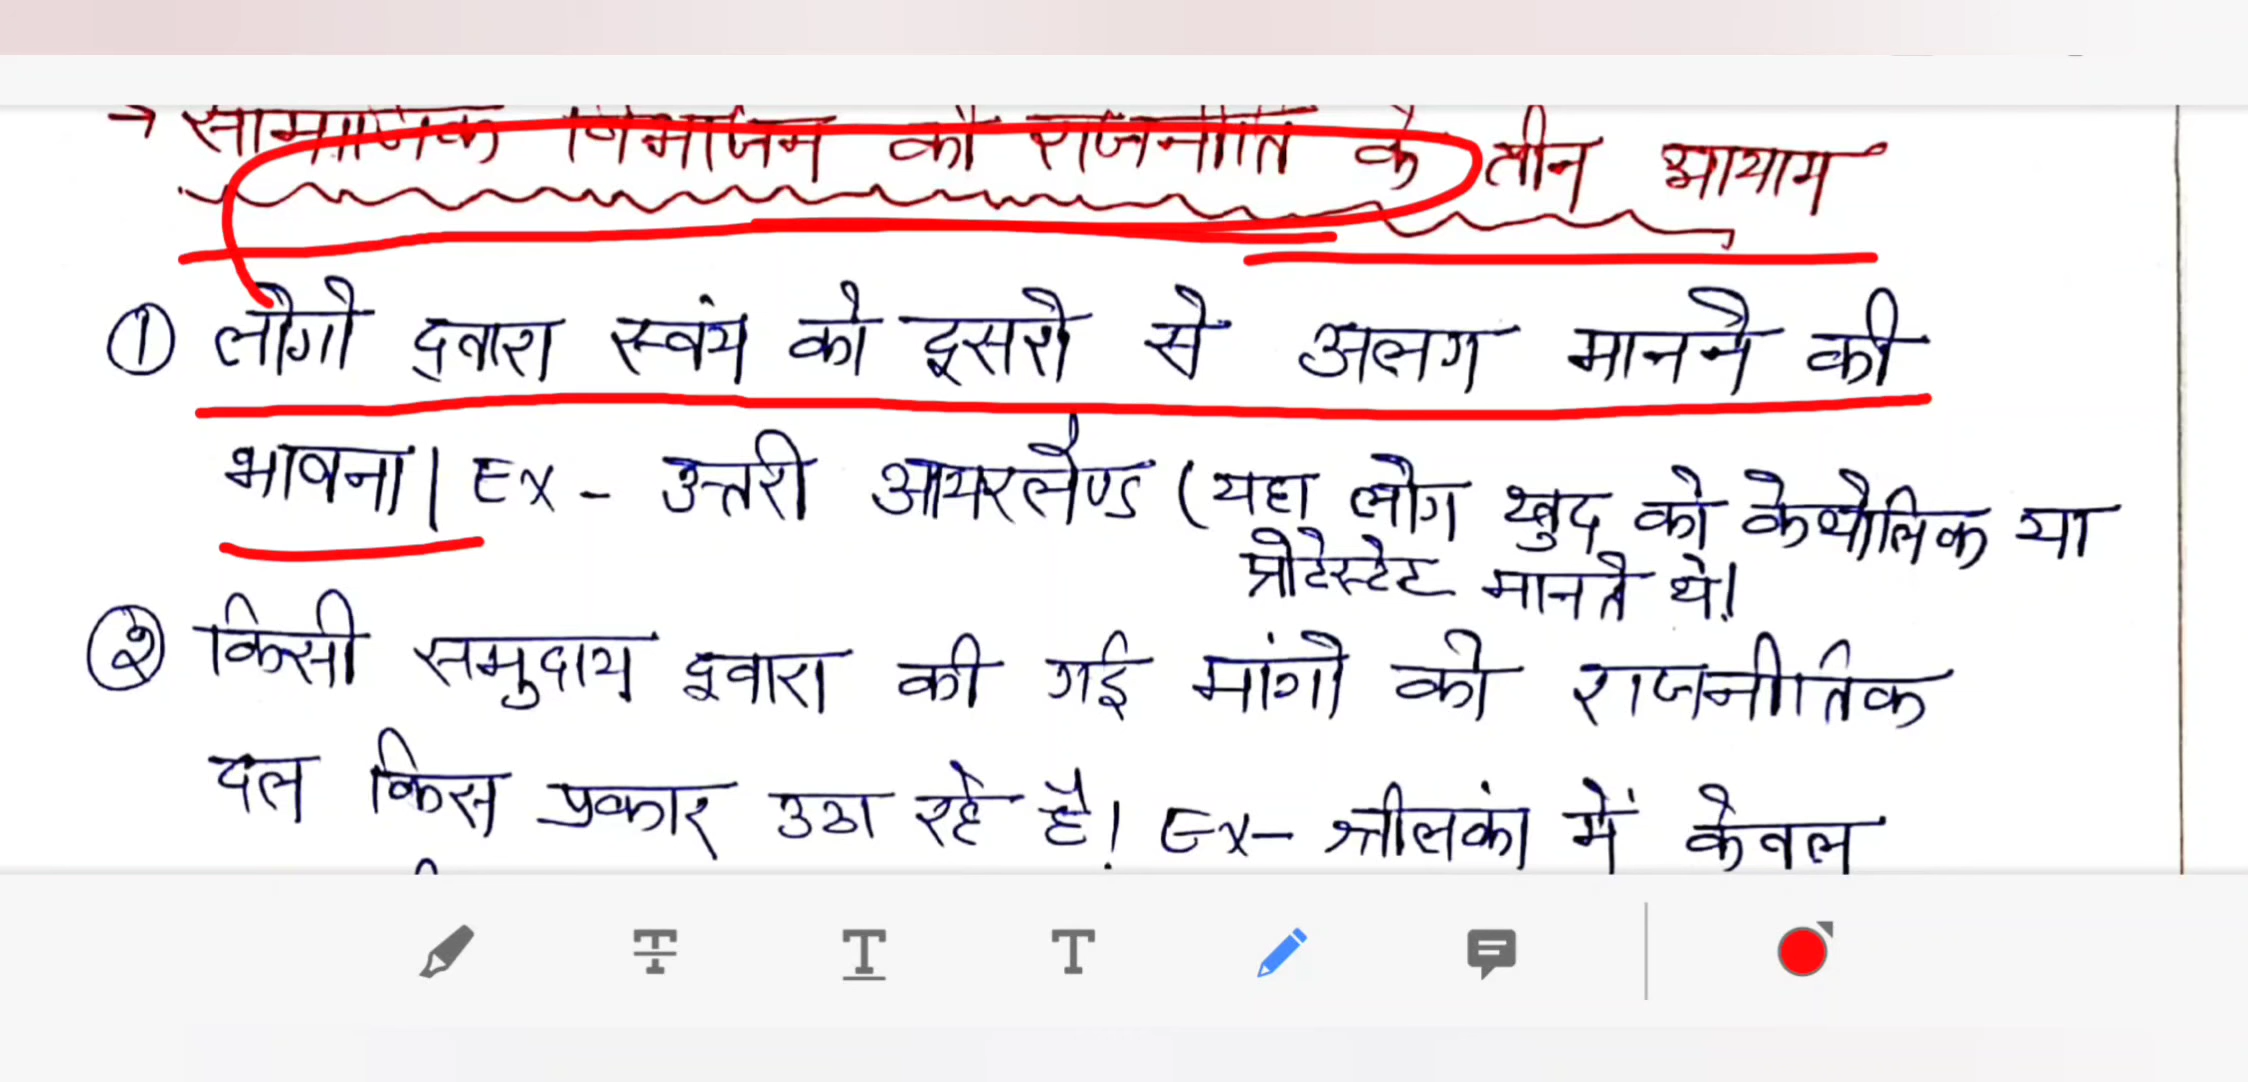 → सामाजिक विभाजन की राजनीति के तीन आयाम
① लोगो द्वारा स्वंय को दूसरो से अलग मानने की
भावना| Ex - उत्तरी आयरलैण्ड (यहा लोग खुद को केथोलिक या
प्रोटेस्टेट मानते थे।
② किसी समुदाय द्वारा की गई मांगो को राजनीतिक
दल किस प्रकार उठा रहे है। Ex- श्रीलंका में केवल
T T T